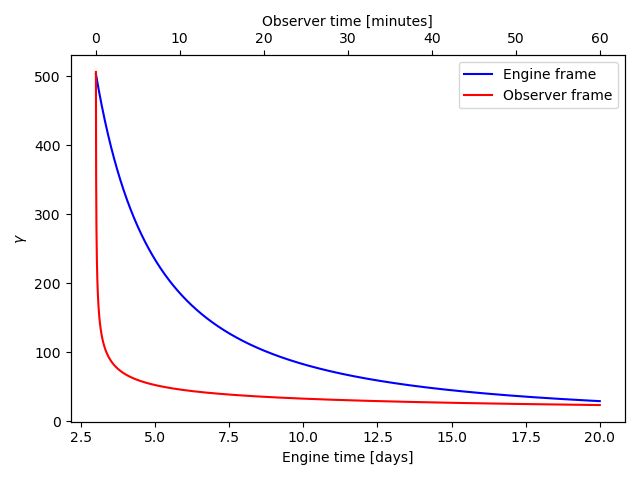 Observer time [minutes]
0 10 20 30 40 50 60
Engine frame
Observer frame
γ
500
400
300
200
100
0
2.5 5.0 7.5 10.0 12.5 15.0 17.5 20.0
Engine time [days]